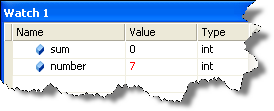 Watch 1
Name Value Type
sum 0 int
number 7 int